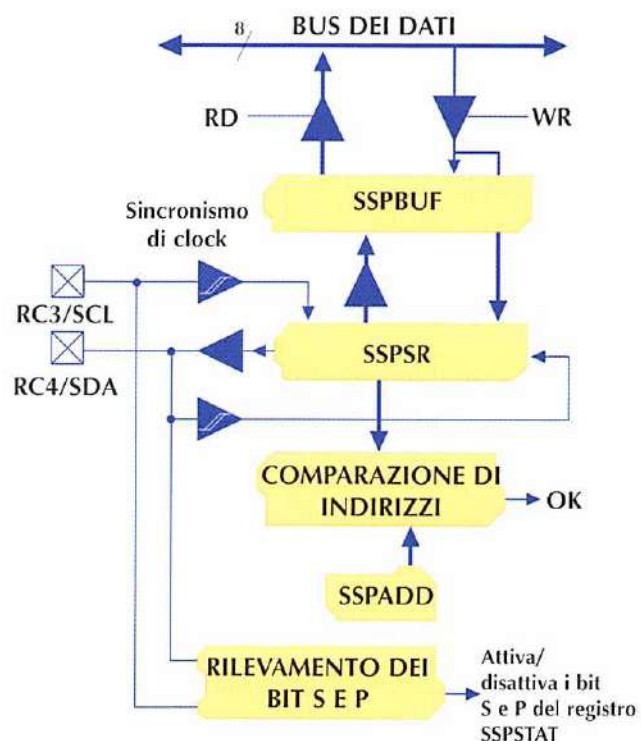 8
BUS DEI DATI
RD
WR
SSPBUF
Sincronismo
di clock
RC3/SCL
SSPSR
RC4/SDA
COMPARAZIONE DI
INDIRIZZI
OK
SSPADD
RILEVAMENTO DEI
BIT S E P
Attiva/
disattiva i bit
S e P del registro
SSPSTAT